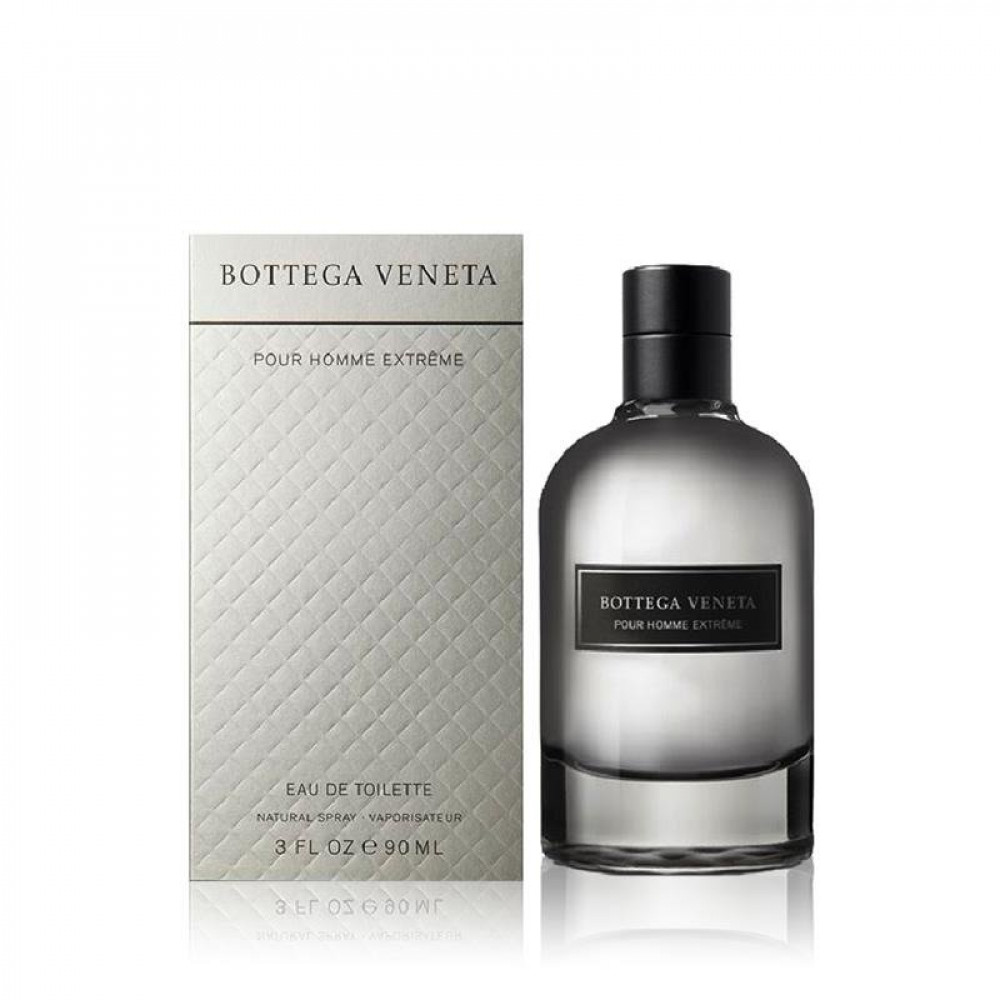 BOTTEGA VENETA
POUR HOMME EXTRÊME
EAU DE TOILETTE
NATURAL SPRAY · VAPORISATEUR
3 FL OZ ℮ 90 ML
BOTTEGA VENETA
POUR HOMME EXTRÊME